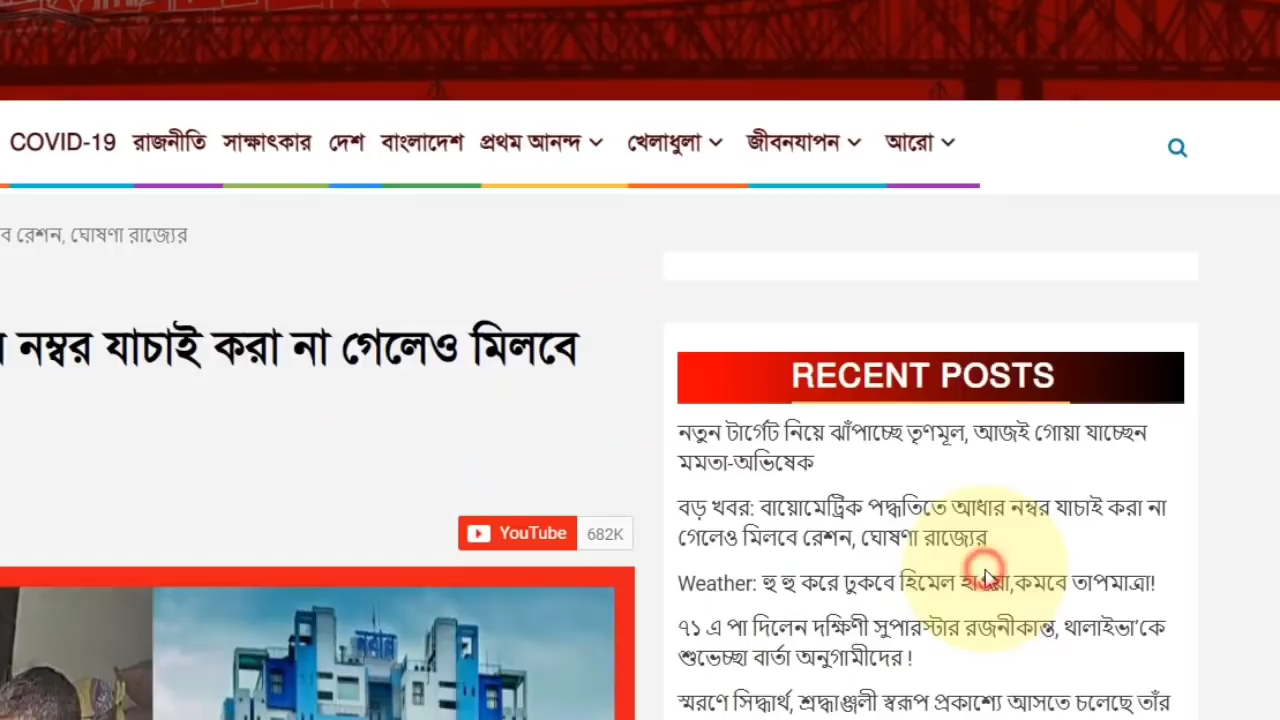 COVID-19 রাজনীতি সাক্ষাৎকার দেশ বাংলাদেশ প্রথম আনন্দ খেলাধুলা জীবনযাপন আরো
ব রেশন, ঘোষণা রাজ্যের
নম্বর যাচাই করা না গেলেও মিলবে
YouTube 682K
নবান্ন
RECENT POSTS
নতুন টার্গেট নিয়ে ঝাঁপাচ্ছে তৃণমূল, আজই গোয়া যাচ্ছেন
মমতা-অভিষেক
বড় খবর: বায়োমেট্রিক পদ্ধতিতে আধার নম্বর যাচাই করা না
গেলেও মিলবে রেশন, ঘোষণা রাজ্যের
Weather: হু হু করে ঢুকবে হিমেল হাওয়া,কমবে তাপমাত্রা!
৭১ এ পা দিলেন দক্ষিণী সুপারস্টার রজনীকান্ত, থালাইভা’কে
শুভেচ্ছা বার্তা অনুগামীদের !
স্মরণে সিদ্ধার্থ, শ্রদ্ধাঞ্জলী স্বরূপ প্রকাশ্যে আসতে চলেছে তাঁর